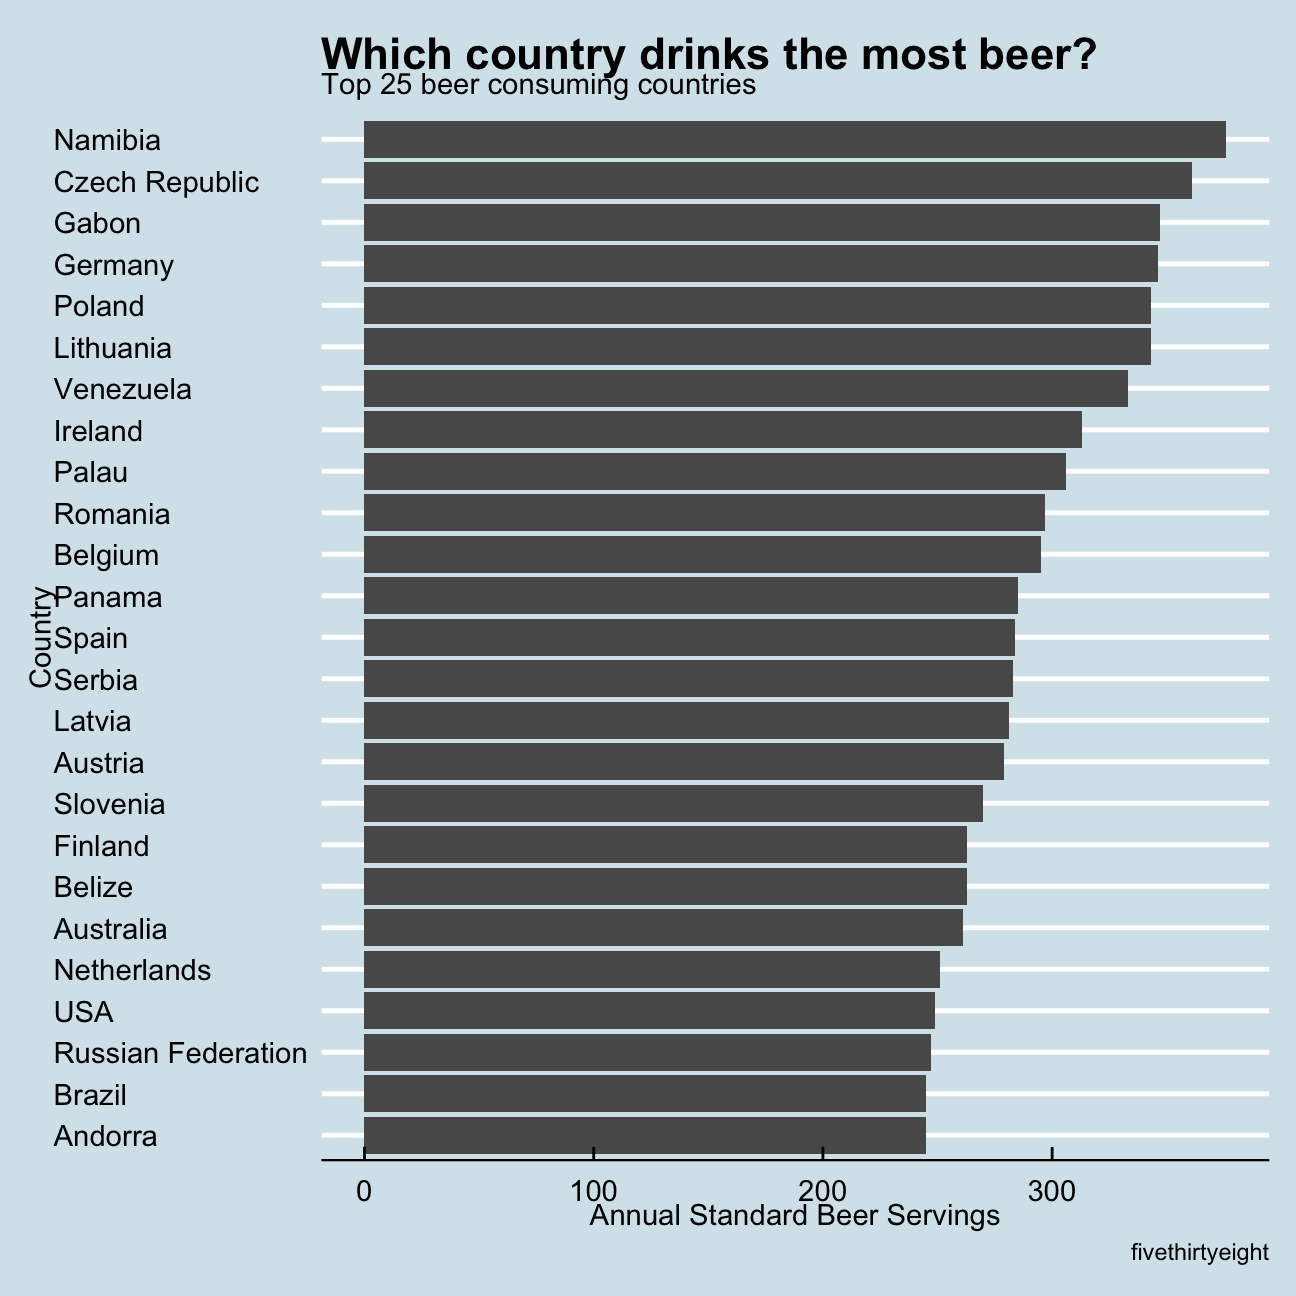 Which country drinks the most beer?
Top 25 beer consuming countries
Namibia
Czech Republic
Gabon
Germany
Poland
Lithuania
Venezuela
Ireland
Palau
Romania
Belgium
Panama
Spain
Serbia
Latvia
Austria
Slovenia
Finland
Belize
Australia
Netherlands
USA
Russian Federation
Brazil
Andorra
Country
0 100 200 300
Annual Standard Beer Servings
fivethirtyeight